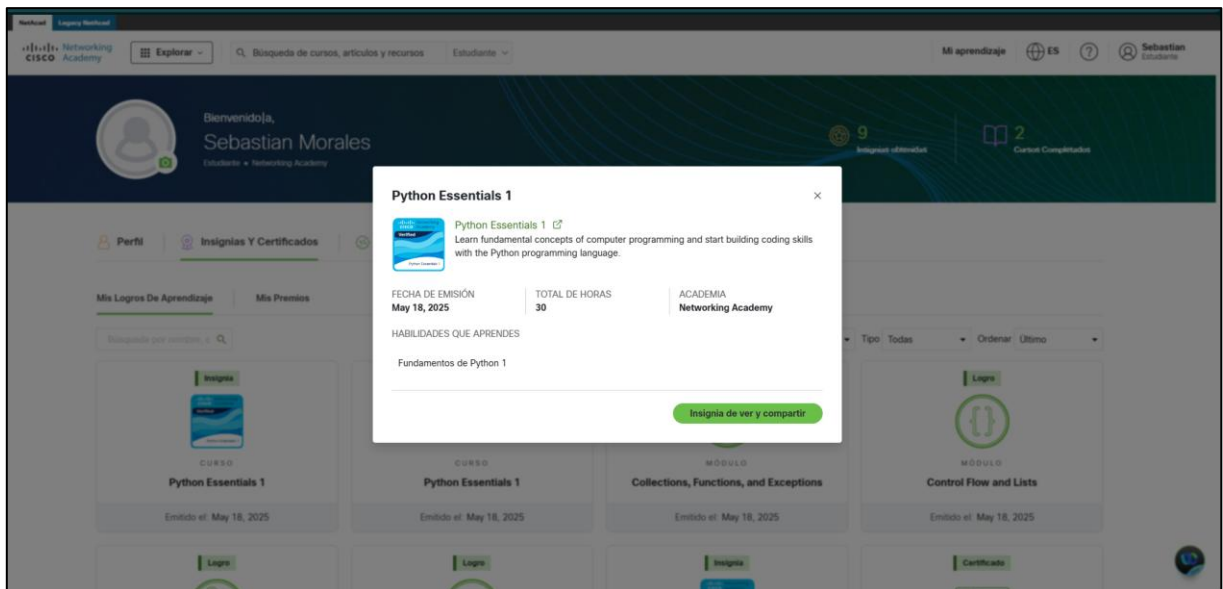 NetAcad Legacy NetAcad
Networking
CISCO Academy
Explorar
Búsqueda de cursos, artículos y recursos
Estudiante
Mi aprendizaje
ES
?
Sebastian
Estudiante
Bienvenido|a,
Sebastian Morales
Estudiante • Networking Academy
9
Insignias obtenidas
2
Cursos Completados
Perfil
Insignias Y Certificados
Mis Logros De Aprendizaje
Mis Premios
Tipo Todas
Ordenar Último
Python Essentials 1
×
Verified
Python Essentials 1
Learn fundamental concepts of computer programming and start building coding skills
with the Python programming language.
FECHA DE EMISIÓN
May 18, 2025
TOTAL DE HORAS
30
ACADEMIA
Networking Academy
HABILIDADES QUE APRENDES
Fundamentos de Python 1
Insignia de ver y compartir
Insignia
CURSO
Python Essentials 1
Emitido el: May 18, 2025
CURSO
Python Essentials 1
Emitido el: May 18, 2025
MÓDULO
Collections, Functions, and Exceptions
Emitido el: May 18, 2025
Logro
{}
MÓDULO
Control Flow and Lists
Emitido el: May 18, 2025
Logro
Logro
Insignia
Certificado